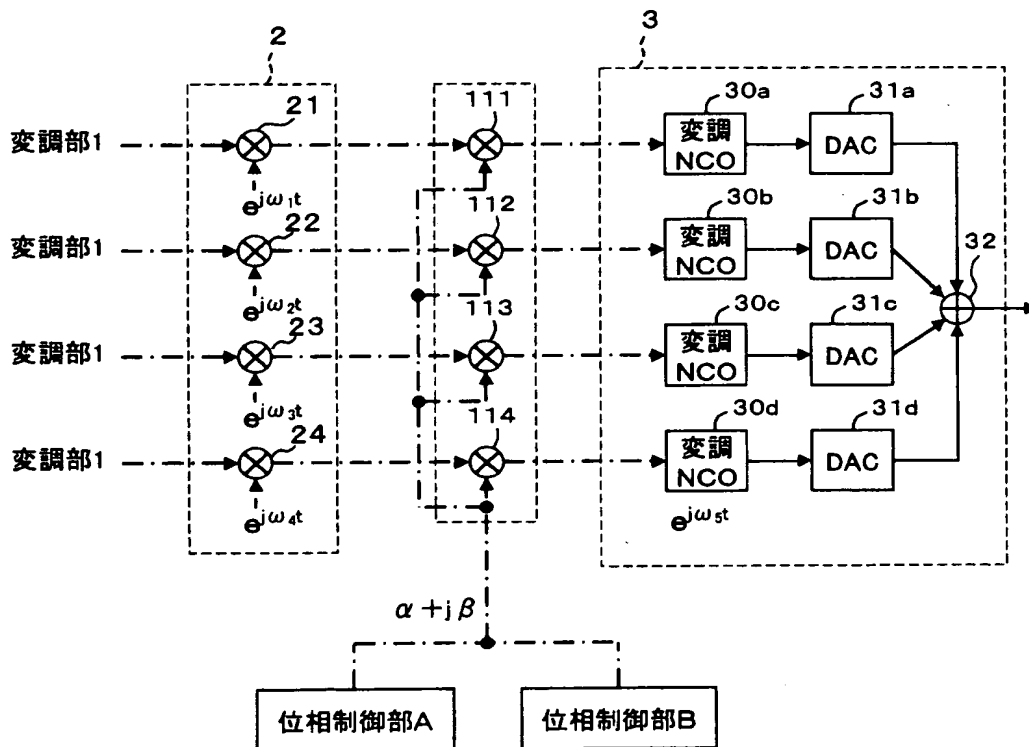 2
3
21
111
30a
31a
変調部1
変調
NCO
DAC
e^jω1t
22
112
30b
31b
変調部1
変調
NCO
DAC
32
e^jω2t
23
113
30c
31c
変調部1
変調
NCO
DAC
e^jω3t
24
114
30d
31d
変調部1
変調
NCO
DAC
e^jω4t
e^jω5t
α+jβ
位相制御部A
位相制御部B